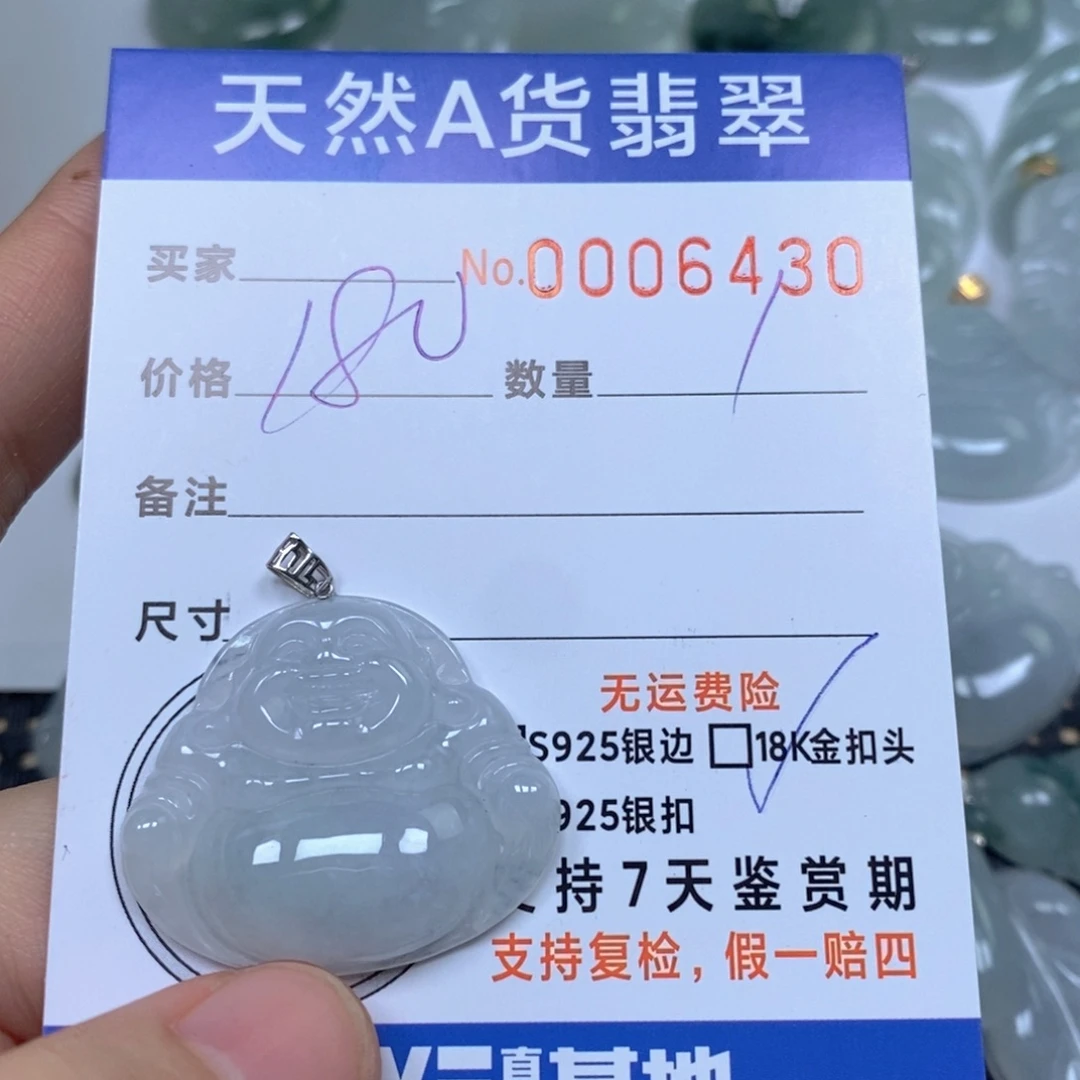 天然A货翡翠
买家 No.0006430
价格 180 数量 1
备注
尺寸
无运费险
S925银边 □18K金扣头
925银扣
持7天鉴赏期
支持复检，假一赔四
基地